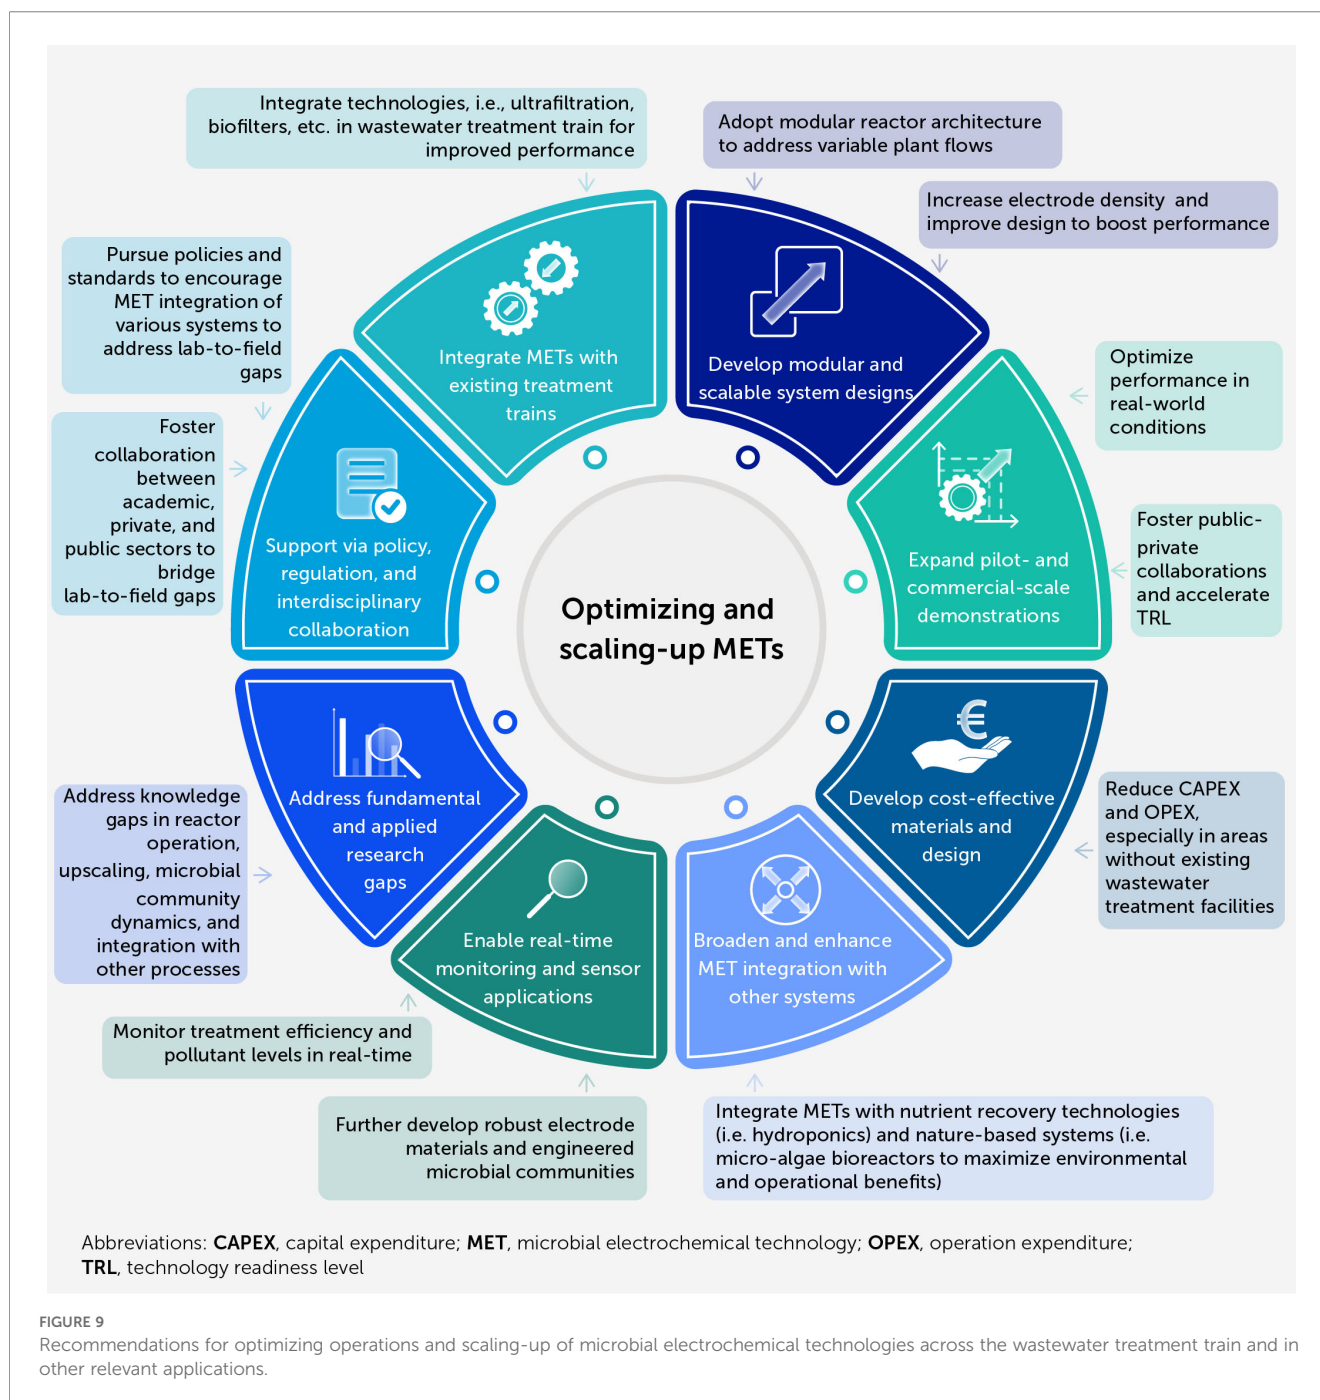 Integrate technologies, i.e., ultrafiltration,
biofilters, etc. in wastewater treatment train for
improved performance
Adopt modular reactor architecture
to address variable plant flows
Increase electrode density and
improve design to boost performance
Pursue policies and
standards to encourage
MET integration of
various systems to
address lab-to-field
gaps
Integrate METs with
existing treatment
trains
Develop modular and
scalable system designs
Optimize
performance in
real-world
conditions
Foster
collaboration
between
academic,
private, and
public sectors to
bridge
lab-to-field gaps
Support via policy,
regulation, and
interdisciplinary
collaboration
Expand pilot- and
commercial-scale
demonstrations
Foster public-
private
collaborations
and accelerate
TRL
Optimizing and
scaling-up METs
Address knowledge
gaps in reactor
operation,
upscaling, microbial
community
dynamics, and
integration with
other processes
Address fundamental
and applied
research
gaps
€
Develop cost-effective
materials and
design
Reduce CAPEX
and OPEX,
especially in areas
without existing
wastewater
treatment facilities
Enable real-time
monitoring and sensor
applications
Broaden and enhance
MET integration with
other systems
Monitor treatment efficiency and
pollutant levels in real-time
Further develop robust electrode
materials and engineered
microbial communities
Integrate METs with nutrient recovery technologies
(i.e. hydroponics) and nature-based systems (i.e.
micro-algae bioreactors to maximize environmental
and operational benefits)
Abbreviations: CAPEX, capital expenditure; MET, microbial electrochemical technology; OPEX, operation expenditure;
TRL, technology readiness level
FIGURE 9
Recommendations for optimizing operations and scaling-up of microbial electrochemical technologies across the wastewater treatment train and in
other relevant applications.